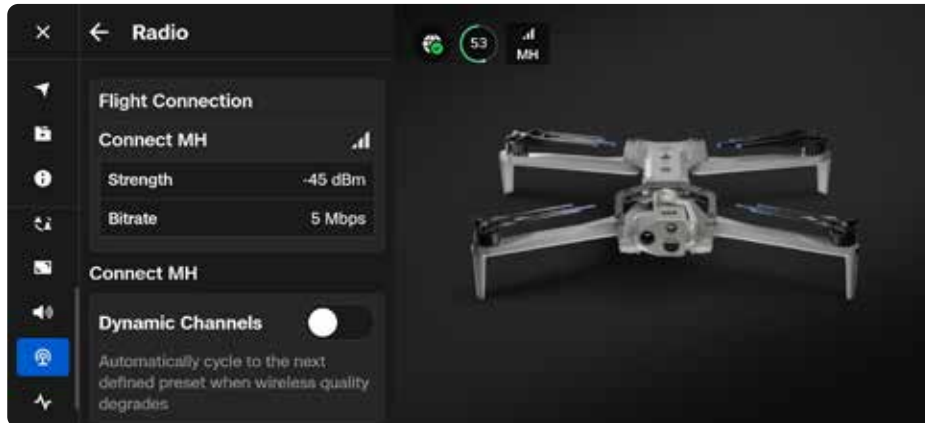 Radio
53
MH
Flight Connection
Connect MH
Strength -45 dBm
Bitrate 5 Mbps
Connect MH
Dynamic Channels
Automatically cycle to the next
defined preset when wireless quality
degrades